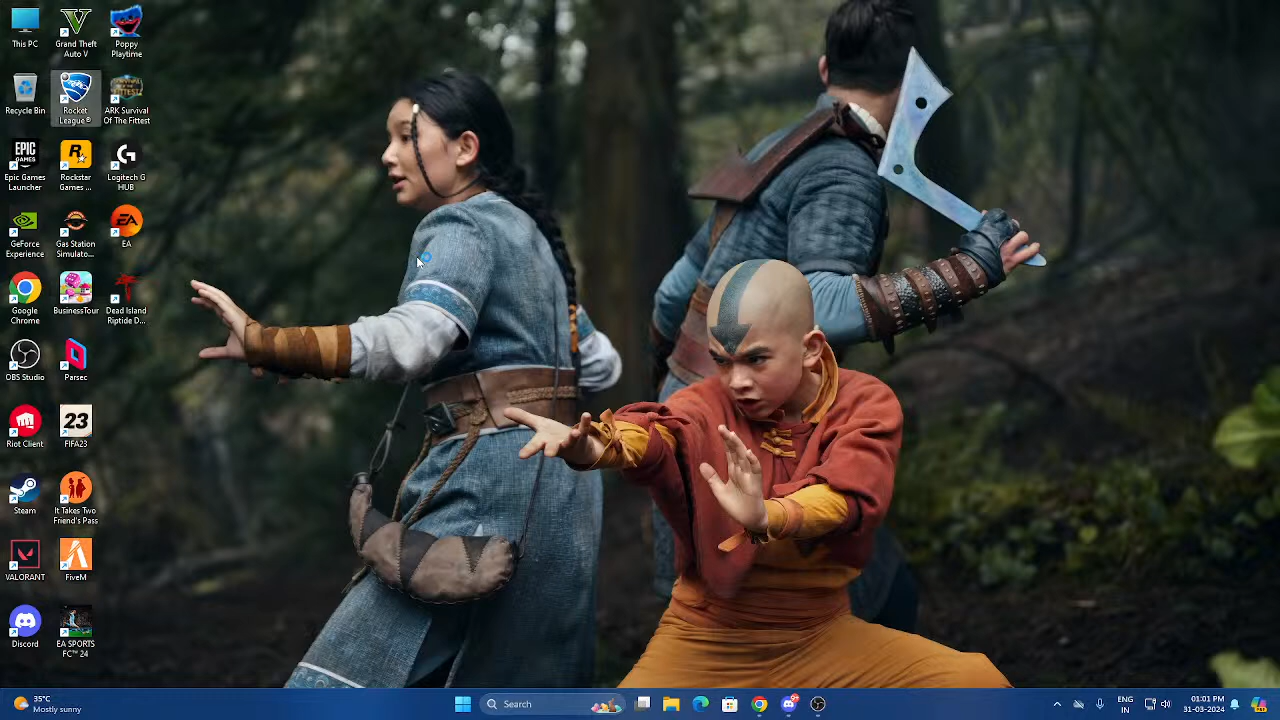 This PC
Grand Theft
Auto V
Poppy
Playtime
Recycle Bin
Rocket
League®
ARK Survival
Of The Fittest
EPIC
GAMES
Epic Games
Launcher
Rockstar
Games ...
Logitech G
HUB
GeForce
Experience
Gas Station
Simulato...
EA
EA
Google
Chrome
BusinessTour
Dead Island
Riptide D...
OBS Studio
Parsec
Riot Client
23
FIFA23
Steam
It Takes Two
Friend's Pass
VALORANT
FiveM
Discord
EA SPORTS
FC™ 24
35°C
Mostly sunny
Search
ENG
IN
01:01 PM
31-03-2024